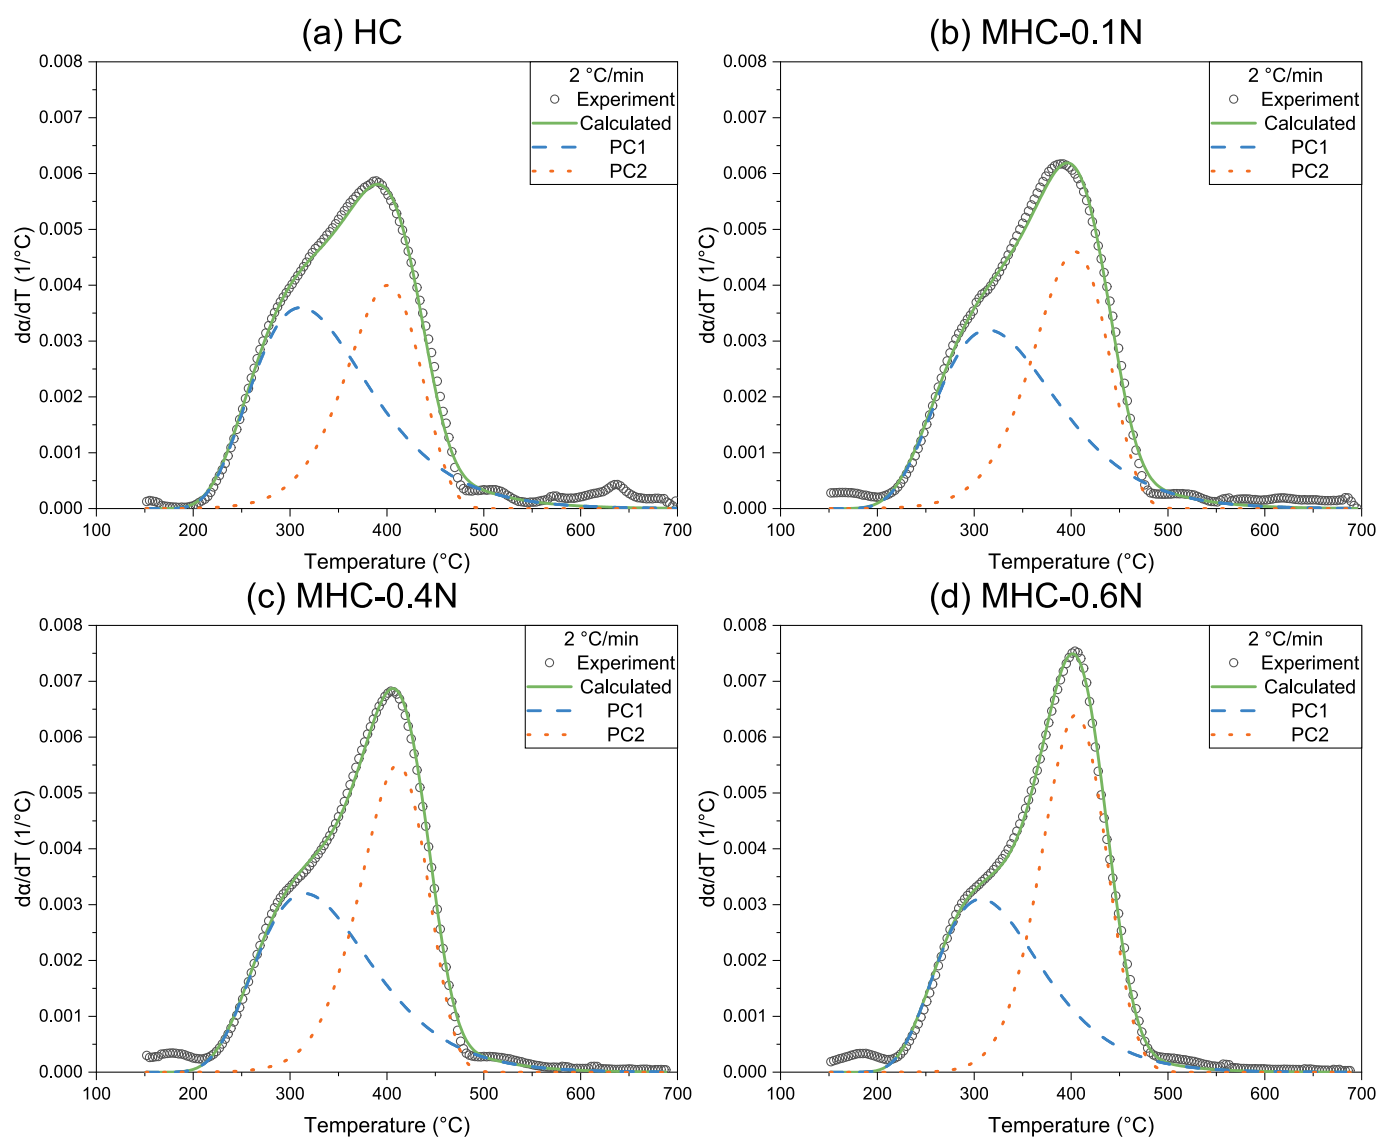 (a) HC
0.008
0.007
0.006
0.005
0.004
0.003
0.002
0.001
0.000
dα/dT (1/°C)
2 °C/min
Experiment
Calculated
PC1
PC2
100 200 300 400 500 600 700
Temperature (°C)
(b) MHC-0.1N
0.008
0.007
0.006
0.005
0.004
0.003
0.002
0.001
0.000
dα/dT (1/°C)
2 °C/min
Experiment
Calculated
PC1
PC2
100 200 300 400 500 600 700
Temperature (°C)
(c) MHC-0.4N
0.008
0.007
0.006
0.005
0.004
0.003
0.002
0.001
0.000
dα/dT (1/°C)
2 °C/min
Experiment
Calculated
PC1
PC2
100 200 300 400 500 600 700
Temperature (°C)
(d) MHC-0.6N
0.008
0.007
0.006
0.005
0.004
0.003
0.002
0.001
0.000
dα/dT (1/°C)
2 °C/min
Experiment
Calculated
PC1
PC2
100 200 300 400 500 600 700
Temperature (°C)